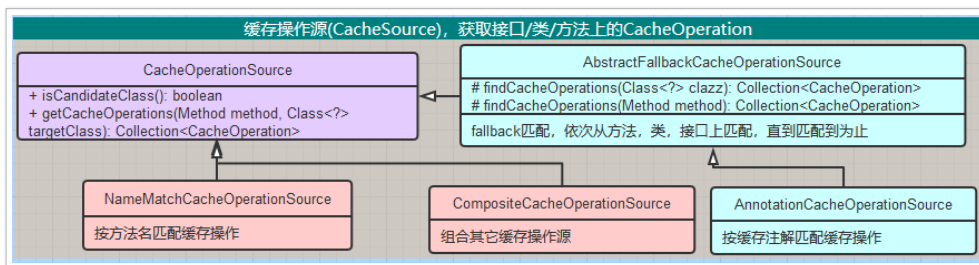 缓存操作源(CacheSource)，获取接口/类/方法上的CacheOperation
CacheOperationSource
+ isCandidateClass(): boolean
+ getCacheOperations(Method method, Class<?>
targetClass): Collection<CacheOperation>
AbstractFallbackCacheOperationSource
# findCacheOperations(Class<?> clazz): Collection<CacheOperation>
# findCacheOperations(Method method): Collection<CacheOperation>
fallback匹配，依次从方法，类，接口上匹配，直到匹配到为止
NameMatchCacheOperationSource
按方法名匹配缓存操作
CompositeCacheOperationSource
组合其它缓存操作源
AnnotationCacheOperationSource
按缓存注解匹配缓存操作